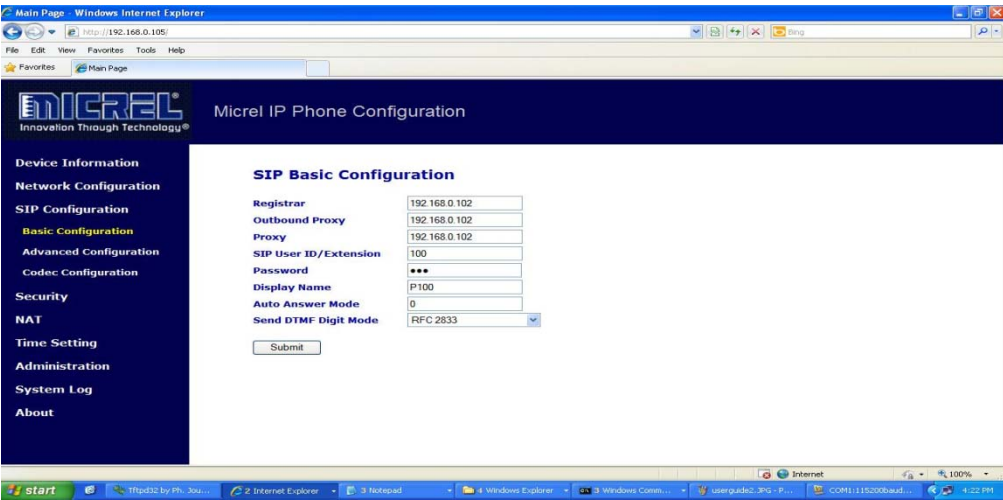 Main Page - Windows Internet Explorer
http://192.168.0.105/
Bing
File Edit View Favorites Tools Help
Favorites Main Page
MICREL®
Innovation Through Technology®
Micrel IP Phone Configuration
Device Information
Network Configuration
SIP Configuration
Basic Configuration
Advanced Configuration
Codec Configuration
Security
NAT
Time Setting
Administration
System Log
About
SIP Basic Configuration
Registrar 192.168.0.102
Outbound Proxy 192.168.0.102
Proxy 192.168.0.102
SIP User ID/Extension 100
Password •••
Display Name P100
Auto Answer Mode 0
Send DTMF Digit Mode RFC 2833
Submit
Internet 100%
start Tftpd32 by Ph. Jou... 2 Internet Explorer 3 Notepad 4 Windows Explorer 3 Windows Comm... userguide2.JPG - P... COM1:115200baud... 4:22 PM